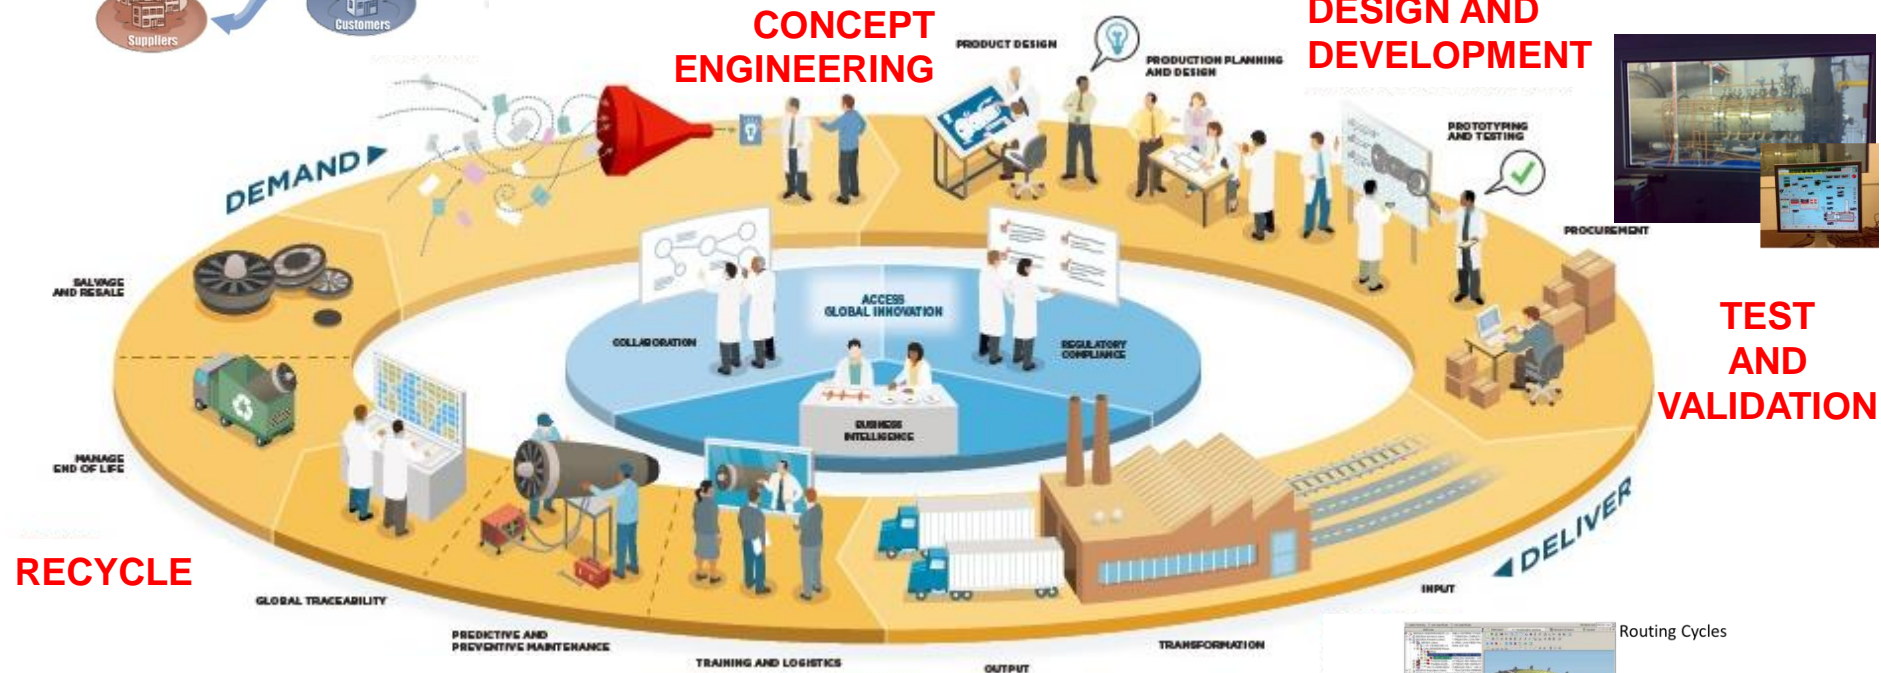 Suppliers
Customers
CONCEPT
ENGINEERING
PRODUCT DESIGN
PRODUCTION PLANNING
AND DESIGN
DESIGN AND
DEVELOPMENT
PROTOTYPING
AND TESTING
DEMAND
PROCUREMENT
SALVAGE
AND RESALE
ACCESS
GLOBAL INNOVATION
COLLABORATION
REGULATORY
COMPLIANCE
TEST
AND
VALIDATION
BUSINESS
INTELLIGENCE
MANAGE
END OF LIFE
DELIVER
RECYCLE
GLOBAL TRACEABILITY
INPUT
PREDICTIVE AND
PREVENTIVE MAINTENANCE
Routing Cycles
TRANSFORMATION
TRAINING AND LOGISTICS
OUTPUT